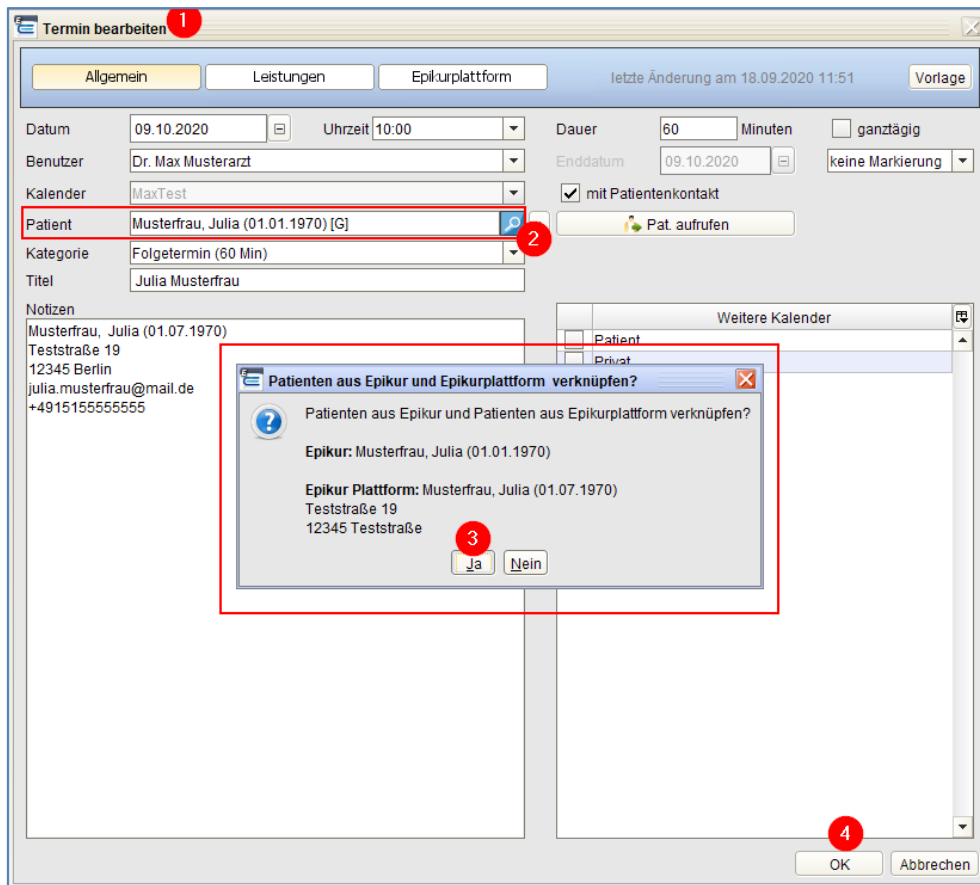 Termin bearbeiten 1
Allgemein Leistungen Epikurplattform letzte Änderung am 18.09.2020 11:51 Vorlage
Datum 09.10.2020 Uhrzeit 10:00 Dauer 60 Minuten ganztägig
Benutzer Dr. Max Musterarzt Enddatum 09.10.2020 keine Markierung
Kalender MaxTest mit Patientenkontakt
Patient Musterfrau, Julia (01.01.1970) [G] 2 Pat. aufrufen
Kategorie Folgetermin (60 Min)
Titel Julia Musterfrau
Notizen
Musterfrau, Julia (01.07.1970)
Teststraße 19
12345 Berlin
julia.musterfrau@mail.de
+4915155555555
Weitere Kalender
Patient
Privat
Patienten aus Epikur und Epikurplattform verknüpfen?
Patienten aus Epikur und Patienten aus Epikurplattform verknüpfen?
Epikur: Musterfrau, Julia (01.01.1970)
Epikur Plattform: Musterfrau, Julia (01.07.1970)
Teststraße 19
12345 Teststraße
3
Ja Nein
4
OK Abbrechen